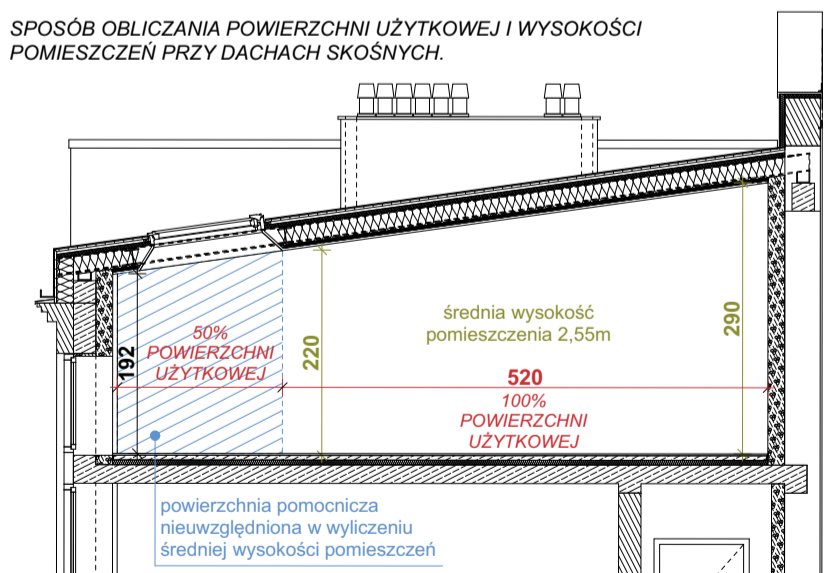 SPOSÓB OBLICZANIA POWIERZCHNI UŻYTKOWEJ I WYSOKOŚCI
POMIESZCZEŃ PRZY DACHACH SKOŚNYCH.
192
50%
POWIERZCHNI
UŻYTKOWEJ
220
średnia wysokość
pomieszczenia 2,55m
290
520
100%
POWIERZCHNI
UŻYTKOWEJ
powierzchnia pomocnicza
nieuwzględniona w wyliczeniu
średniej wysokości pomieszczeń